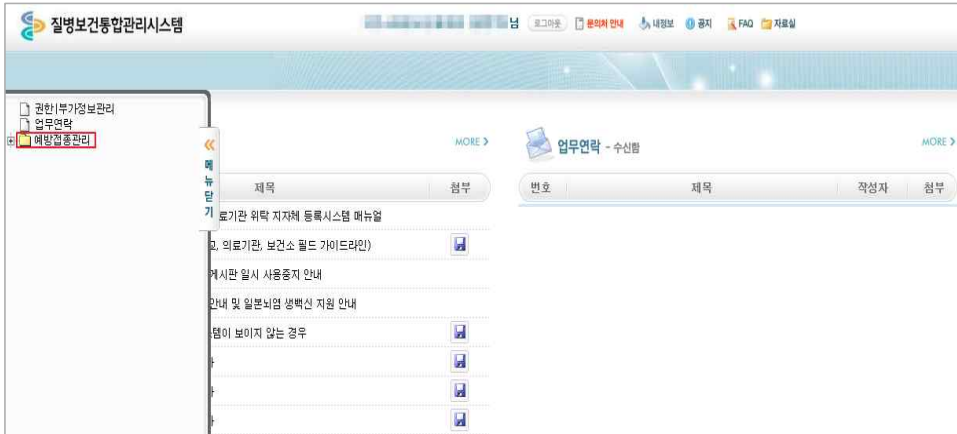 질병보건통합관리시스템
님 로그아웃 문의처 안내 내정보 공지 FAQ 자료실
권한|부가정보관리
업무연락
예방접종관리
메뉴닫기
MORE
제목 첨부
료기관 위탁 지자체 등록시스템 매뉴얼
교, 의료기관, 보건소 필드 가이드라인)
게시판 일시 사용중지 안내
안내 및 일본뇌염 생백신 지원 안내
스템이 보이지 않는 경우
업무연락 - 수신함
MORE
번호 제목 작성자 첨부